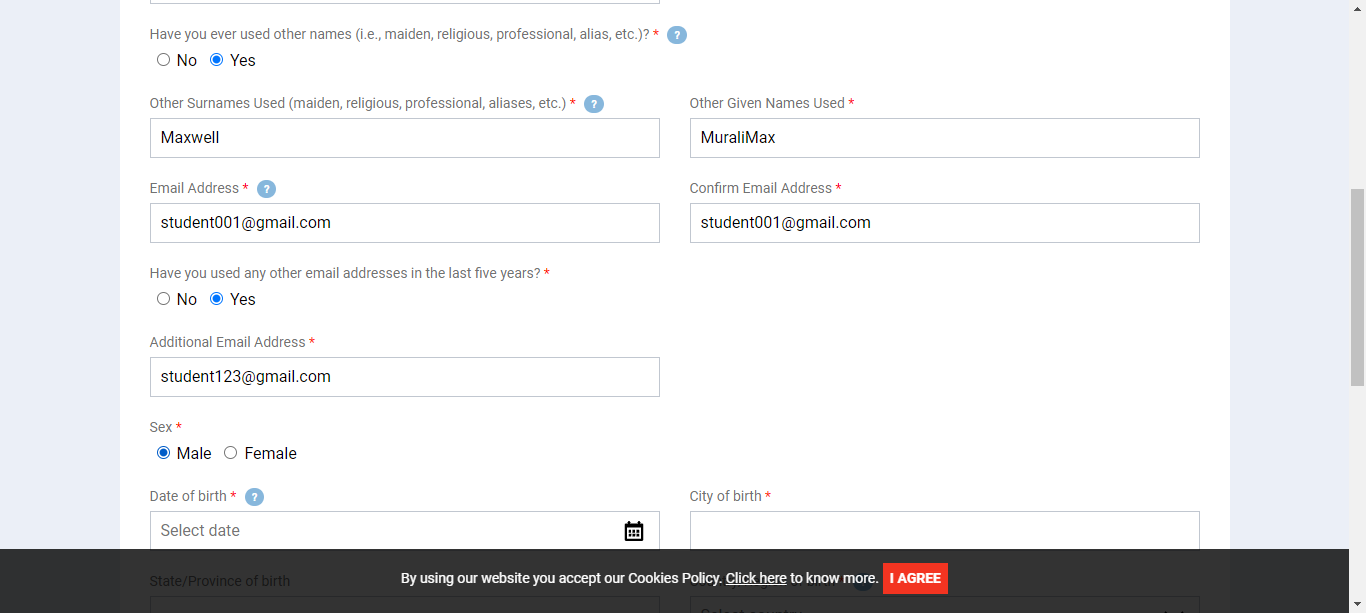 Have you ever used other names (i.e., maiden, religious, professional, alias, etc.)? * ?
No Yes
Other Surnames Used (maiden, religious, professional, aliases, etc.) * ?
Other Given Names Used *
Maxwell
MuraliMax
Email Address * ?
Confirm Email Address *
student001@gmail.com
student001@gmail.com
Have you used any other email addresses in the last five years? *
No Yes
Additional Email Address *
student123@gmail.com
Sex *
Male Female
Date of birth * ?
City of birth *
Select date
State/Province of birth
By using our website you accept our Cookies Policy. Click here to know more. I AGREE
Select country